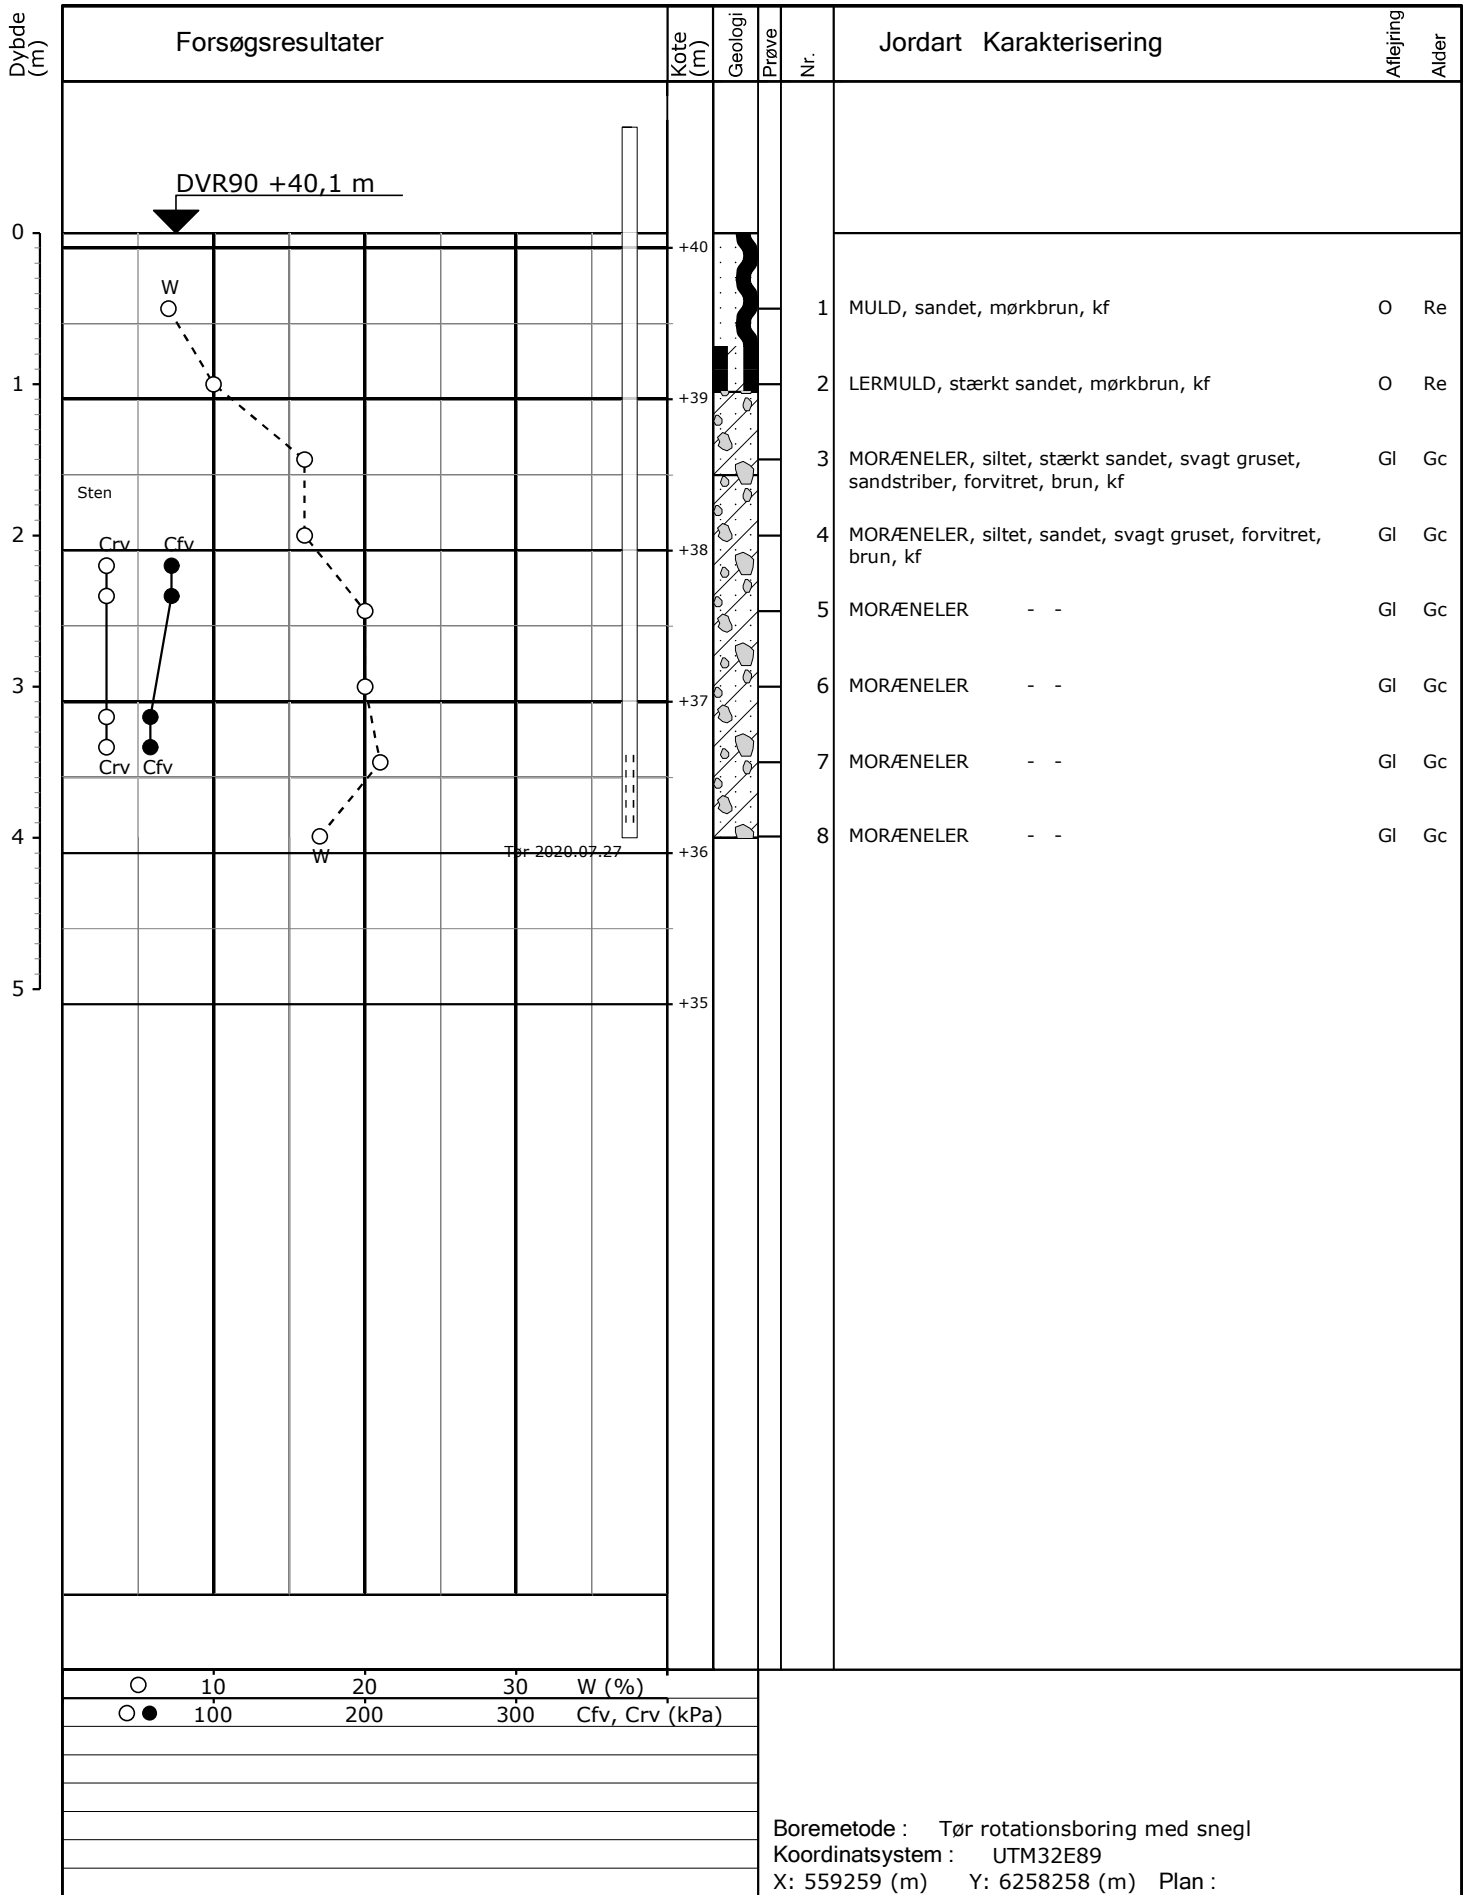 Dybde (m)
Forsøgsresultater
Kote (m)
Geologi
Prøve
Nr.
Jordart Karakterisering
Aflejring
Alder
DVR90 +40,1 m
0
+40
W
1 MULD, sandet, mørkbrun, kf O Re
1
2 LERMULD, stærkt sandet, mørkbrun, kf O Re
+39
3 MORÆNELER, siltet, stærkt sandet, svagt gruset, Gl Gc
sandstriber, forvitret, brun, kf
Sten
2
4 MORÆNELER, siltet, sandet, svagt gruset, forvitret, Gl Gc
brun, kf
Crv Cfv
+38
5 MORÆNELER - - Gl Gc
3
6 MORÆNELER - - Gl Gc
+37
Crv Cfv
7 MORÆNELER - - Gl Gc
4
8 MORÆNELER - - Gl Gc
W
Tør 2020.07.27
+36
5
+35
10 20 30 W (%)
100 200 300 Cfv, Crv (kPa)
Boremetode : Tør rotationsboring med snegl
Koordinatsystem : UTM32E89
X: 559259 (m) Y: 6258258 (m) Plan :